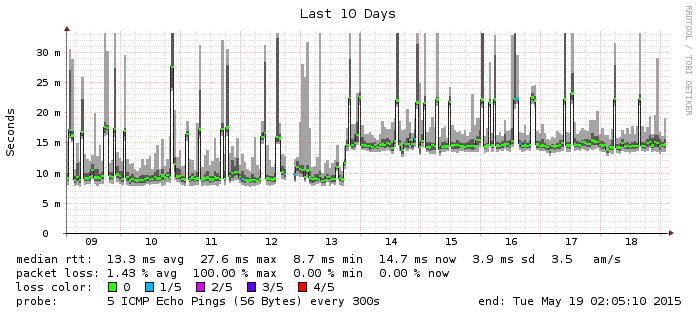 Last 10 Days
RRDTOOL / TOBI OETIKER
Seconds
30 m
25 m
20 m
15 m
10 m
5 m
0
09 10 11 12 13 14 15 16 17 18
median rtt: 13.3 ms avg 27.6 ms max 8.7 ms min 14.7 ms now 3.9 ms sd 3.5 am/s
packet loss: 1.43 % avg 100.00 % max 0.00 % min 0.00 % now
loss color: 0 1/5 2/5 3/5 4/5
probe: 5 ICMP Echo Pings (56 Bytes) every 300s end: Tue May 19 02:05:10 2015